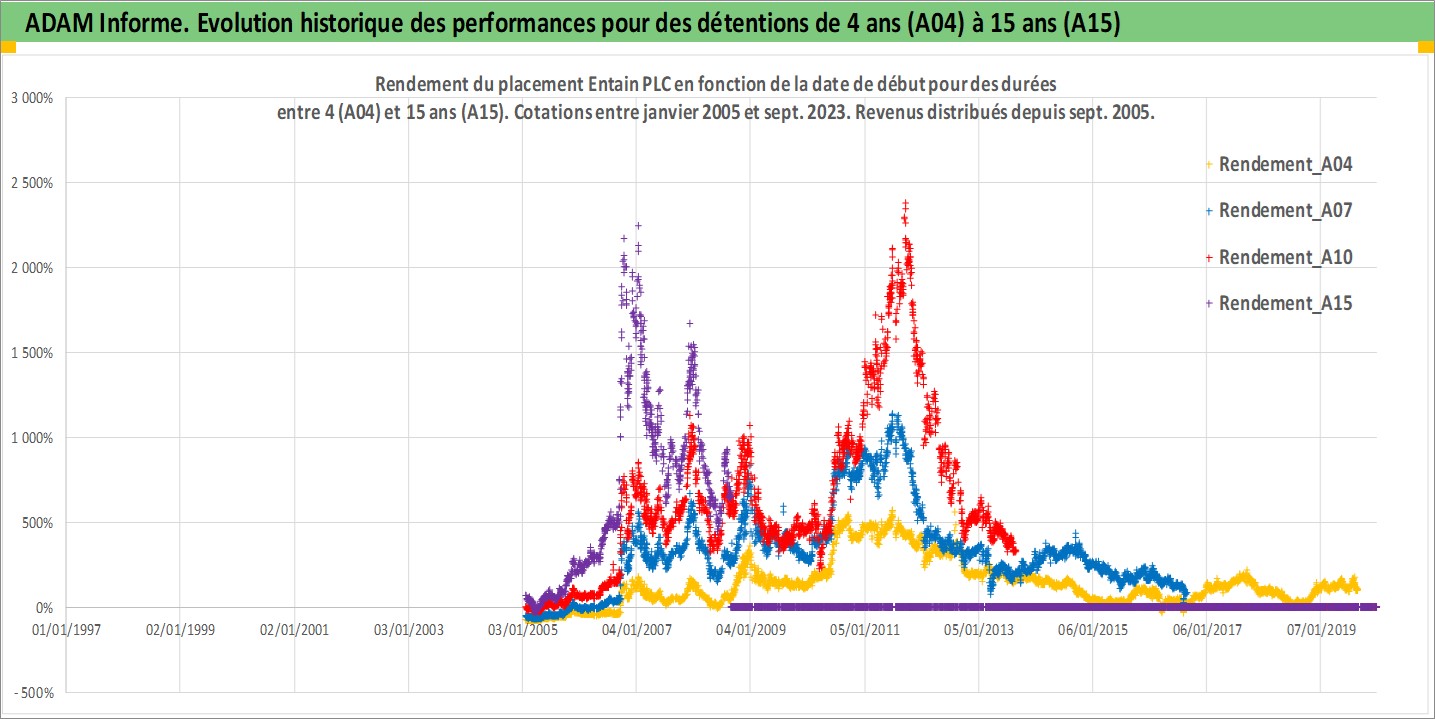 ADAM Informe. Evolution historique des performances pour des détentions de 4 ans (A04) à 15 ans (A15)
Rendement du placement Entain PLC en fonction de la date de début pour des durées
entre 4 (A04) et 15 ans (A15). Cotations entre janvier 2005 et sept. 2023. Revenus distribués depuis sept. 2005.
3 000%
2 500%
2 000%
1 500%
1 000%
500%
0%
-500%
Rendement_A04
Rendement_A07
Rendement_A10
Rendement_A15
01/01/1997
02/01/1999
02/01/2001
03/01/2003
03/01/2005
04/01/2007
04/01/2009
05/01/2011
05/01/2013
06/01/2015
06/01/2017
07/01/2019